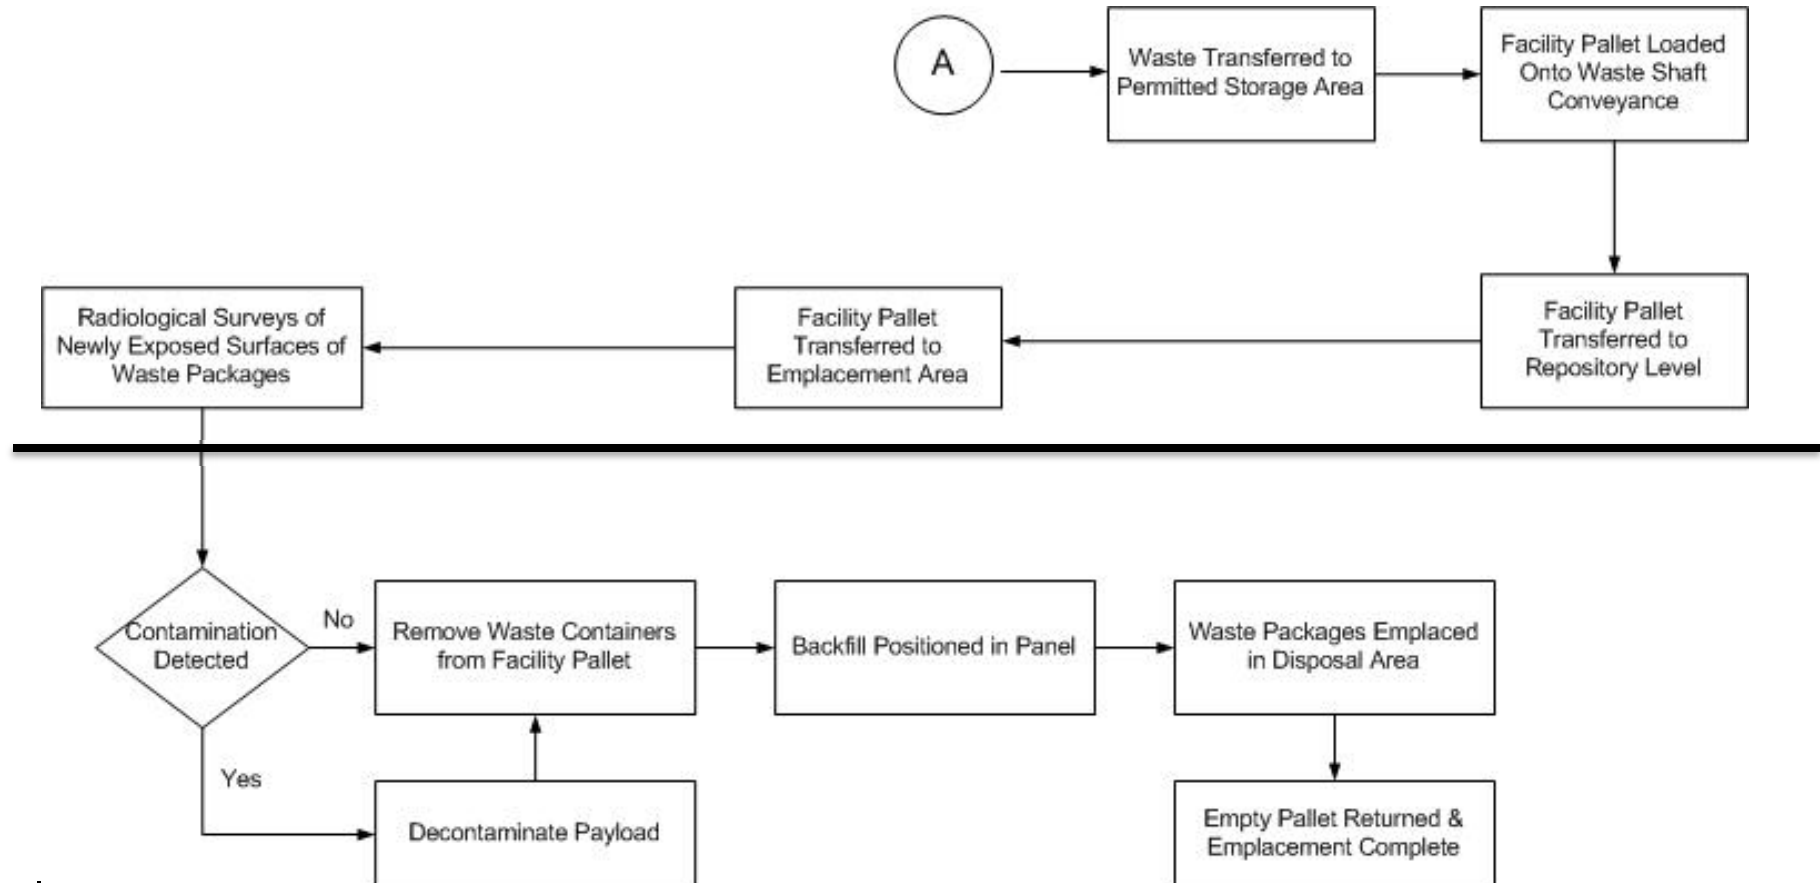 A
Waste Transferred to
Permitted Storage Area
Facility Pallet Loaded
Onto Waste Shaft
Conveyance
Facility Pallet
Transferred to
Repository Level
Facility Pallet
Transferred to
Emplacement Area
Radiological Surveys of
Newly Exposed Surfaces of
Waste Packages
Contamination
Detected
No
Yes
Decontaminate Payload
Remove Waste Containers
from Facility Pallet
Backfill Positioned in Panel
Waste Packages Emplaced
in Disposal Area
Empty Pallet Returned &
Emplacement Complete